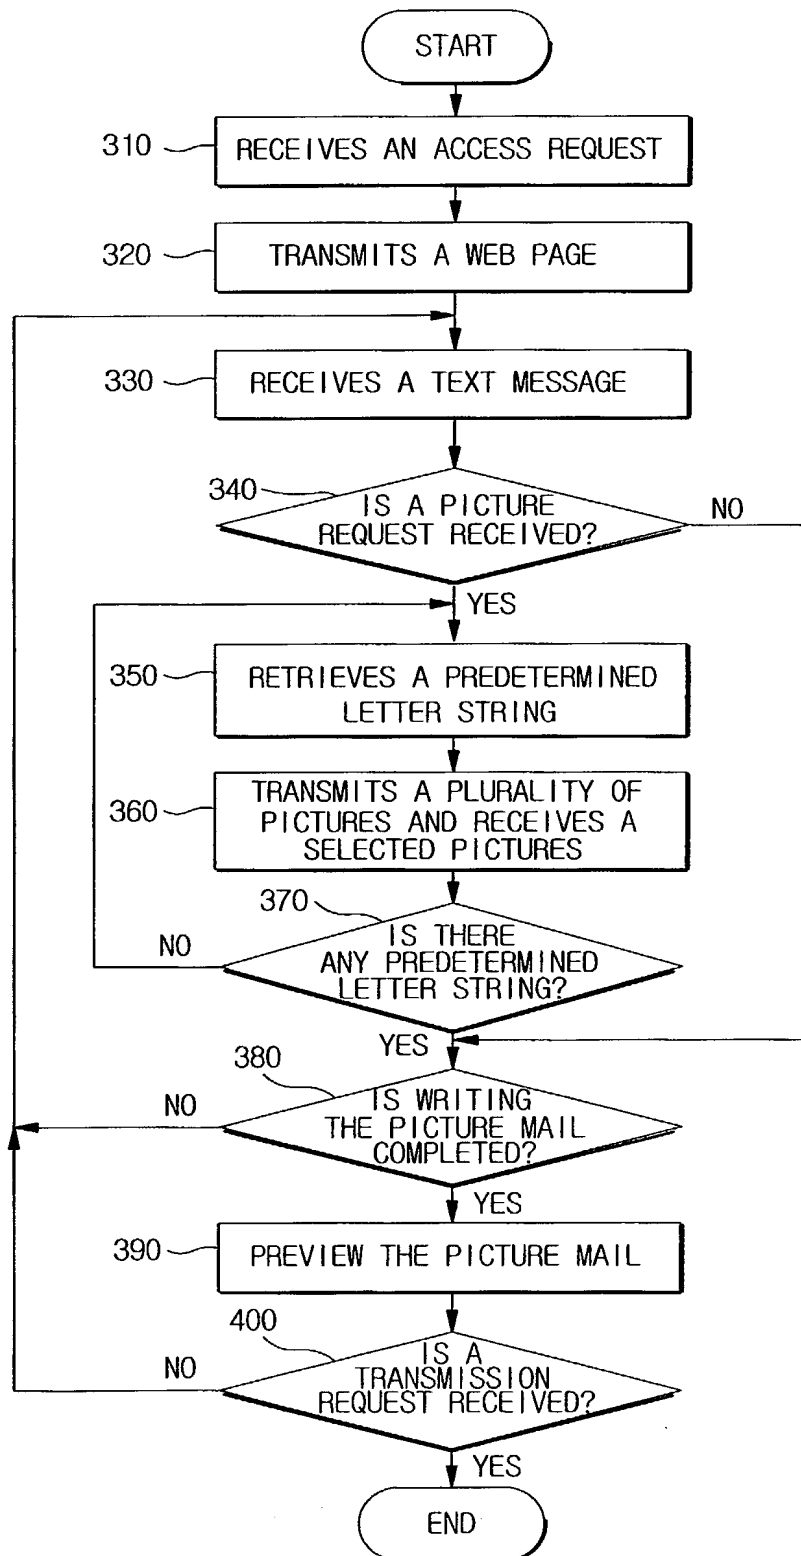 START
310
RECEIVES AN ACCESS REQUEST
320
TRANSMITS A WEB PAGE
330
RECEIVES A TEXT MESSAGE
340
IS A PICTURE
REQUEST RECEIVED?
NO
YES
350
RETRIEVES A PREDETERMINED
LETTER STRING
360
TRANSMITS A PLURALITY OF
PICTURES AND RECEIVES A
SELECTED PICTURES
370
NO
IS THERE
ANY PREDETERMINED
LETTER STRING?
YES
380
NO
IS WRITING
THE PICTURE MAIL
COMPLETED?
YES
390
PREVIEW THE PICTURE MAIL
400
NO
IS A
TRANSMISSION
REQUEST RECEIVED?
YES
END